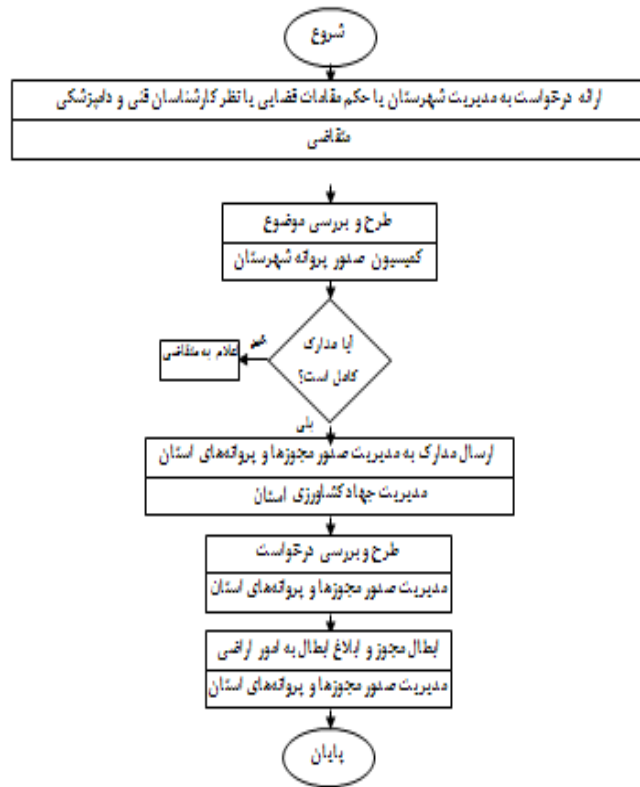 شروع
ارائه درخواست به مدیریت شهرستان یا حکم مقامات قضایی یا نظر کارشناسان فنی و دامپزشکی
متقاضی
طرح و بررسی موضوع
کمیسیون صدور پروانه شهرستان
آیا مدارک
کامل است؟
خیر
اعلام به متقاضی
بلی
ارسال مدارک به مدیریت صدور مجوزها و پروانه‌های استان
مدیریت جهادکشاورزی استان
طرح و بررسی درخواست
مدیریت صدور مجوزها و پروانه‌های استان
ابطال مجوز و ابلاغ ابطال به امور اراضی
مدیریت صدور مجوزها و پروانه‌های استان
پایان